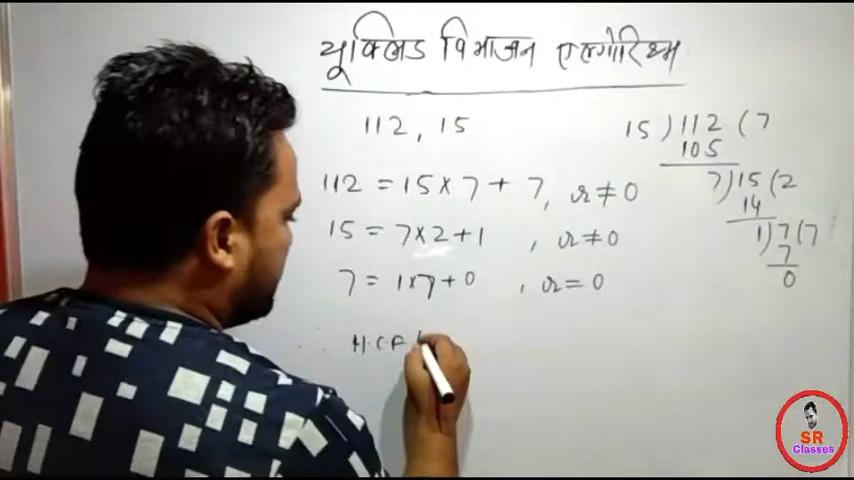 यूक्लिड विभाजन एल्गोरिथ्म
112, 15
112 = 15 × 7 + 7, r ≠ 0
15 = 7 × 2 + 1, r ≠ 0
7 = 1 × 7 + 0, r = 0
H.C.F
15 ) 112 ( 7
105
7 ) 15 ( 2
14
1 ) 7 ( 7
7
0
SR
Classes